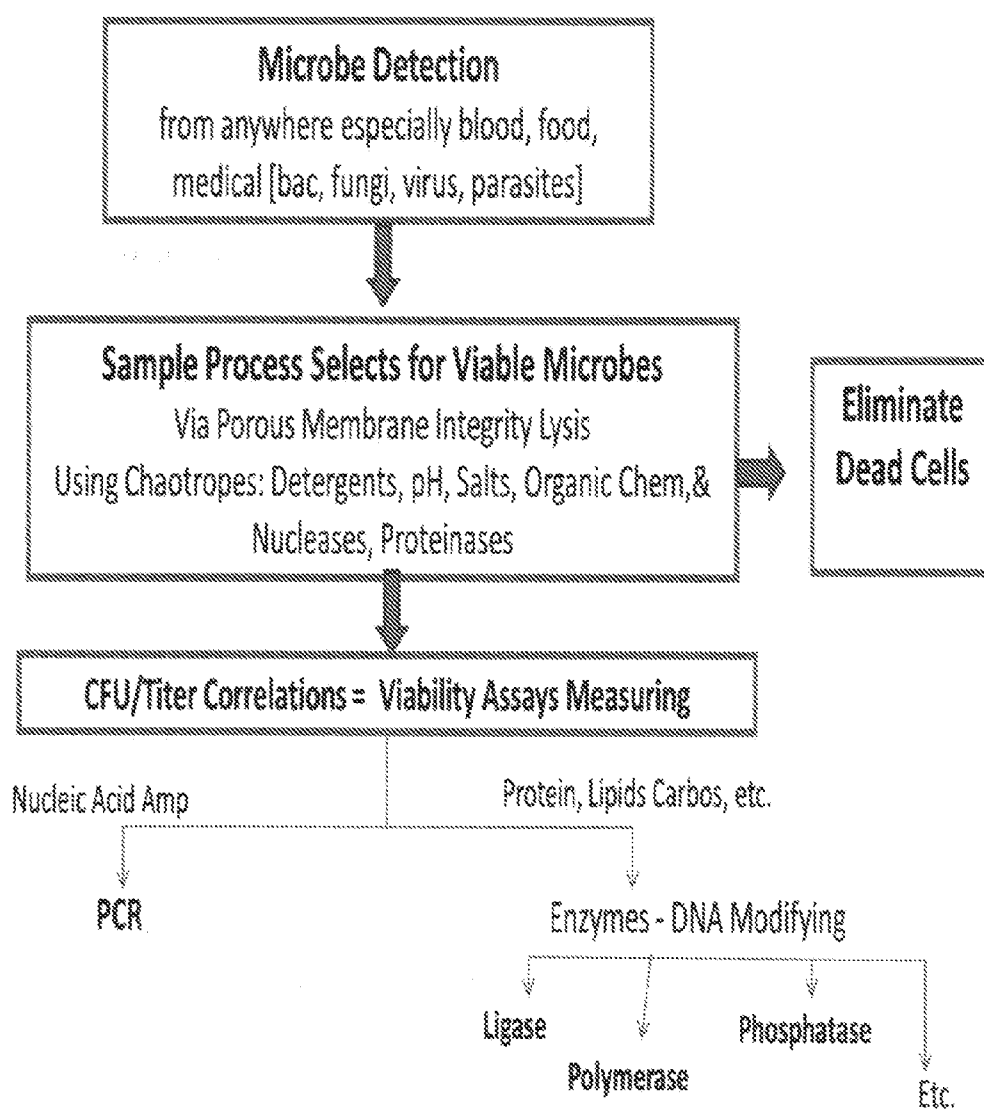 Microbe Detection
from anywhere especially blood, food,
medical [bac, fungi, virus, parasites]
Sample Process Selects for Viable Microbes
Via Porous Membrane Integrity Lysis
Using Chaotropes: Detergents, pH, Salts, Organic Chem,&
Nucleases, Proteinases
Eliminate
Dead Cells
CFU/Titer Correlations = Viability Assays Measuring
Nucleic Acid Amp
Protein, Lipids Carbos, etc.
PCR
Enzymes - DNA Modifying
Ligase
Polymerase
Phosphatase
Etc.